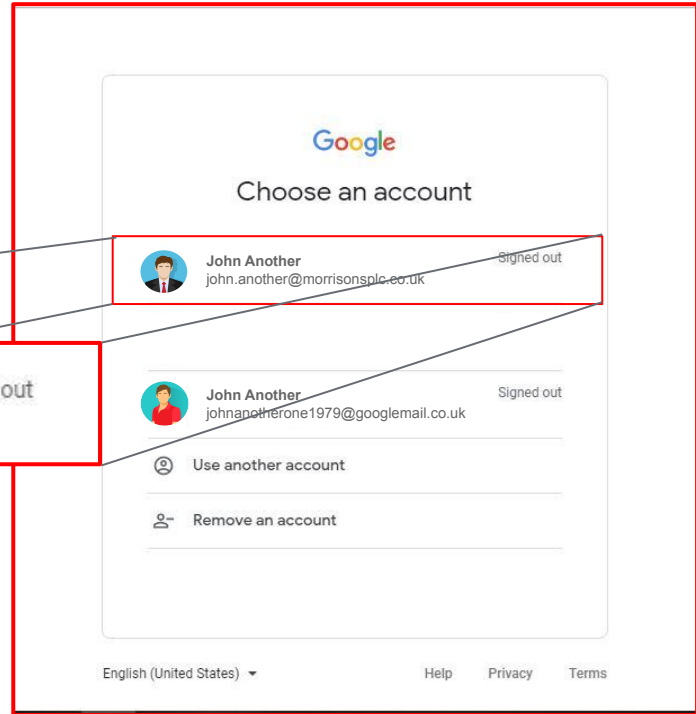 Google
Choose an account
John Another
Signed out
john.another@morrisonsplc.co.uk
out
John Another
Signed out
johnanotherone1979@googlemail.co.uk
Use another account
Remove an account
English (United States)
Help Privacy Terms